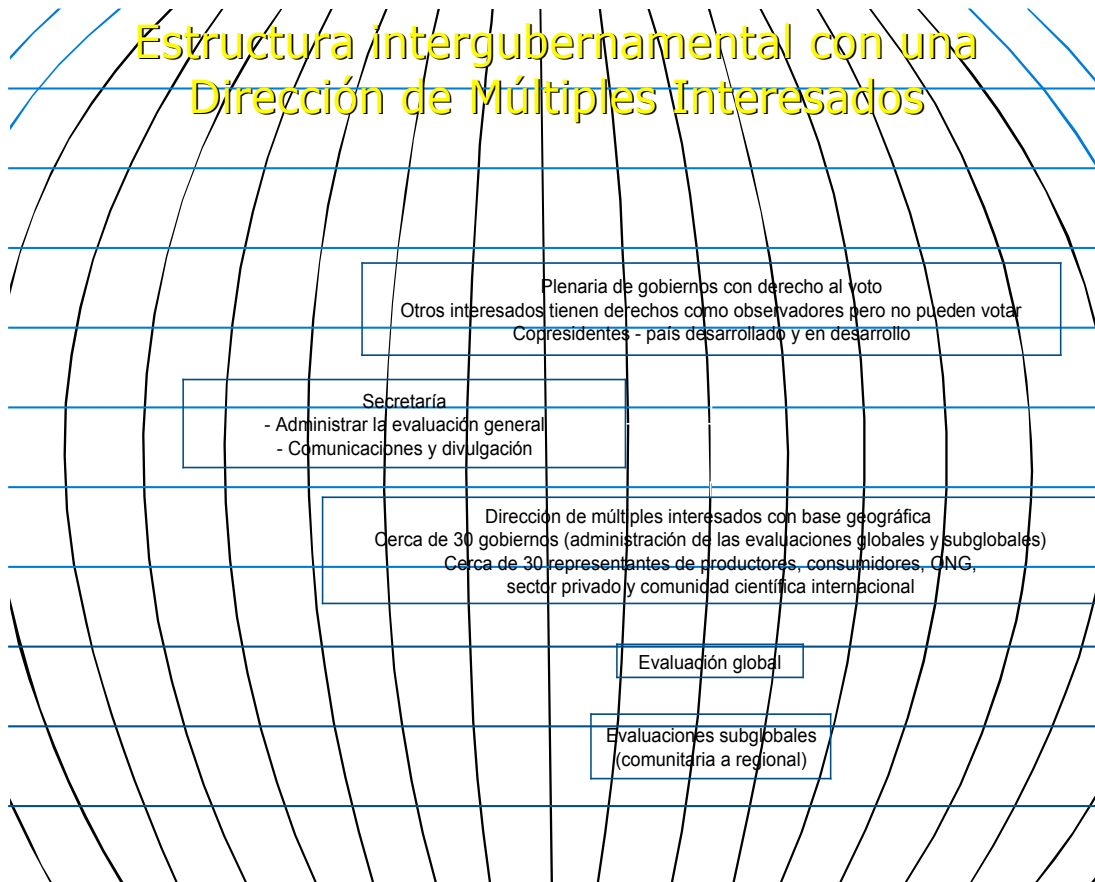 Estructura intergubernamental con una
Dirección de Múltiples Interesados
Plenaria de gobiernos con derecho al voto
Otros interesados tienen derechos como observadores pero no pueden votar
Copresidentes - país desarrollado y en desarrollo
Secretaría
- Administrar la evaluación general
- Comunicaciones y divulgación
Dirección de múltiples interesados con base geográfica
Cerca de 30 gobiernos (administración de las evaluaciones globales y subglobales)
Cerca de 30 representantes de productores, consumidores, ONG,
sector privado y comunidad científica internacional
Evaluación global
Evaluaciones subglobales
(comunitaria a regional)